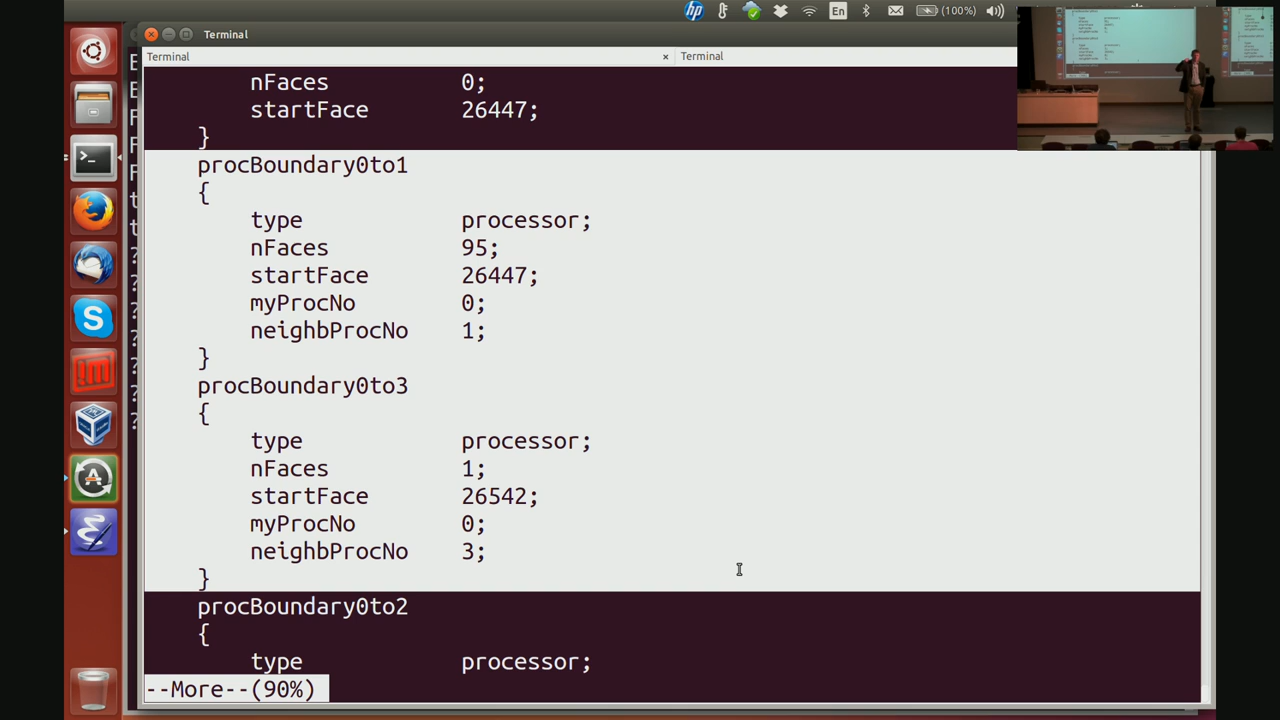 En
(100%)
Terminal
Terminal
Terminal
nFaces 0;
startFace 26447;
}
procBoundary0to1
{
type processor;
nFaces 95;
startFace 26447;
myProcNo 0;
neighbProcNo 1;
}
procBoundary0to3
{
type processor;
nFaces 1;
startFace 26542;
myProcNo 0;
neighbProcNo 3;
}
procBoundary0to2
{
type processor;
--More--(90%)